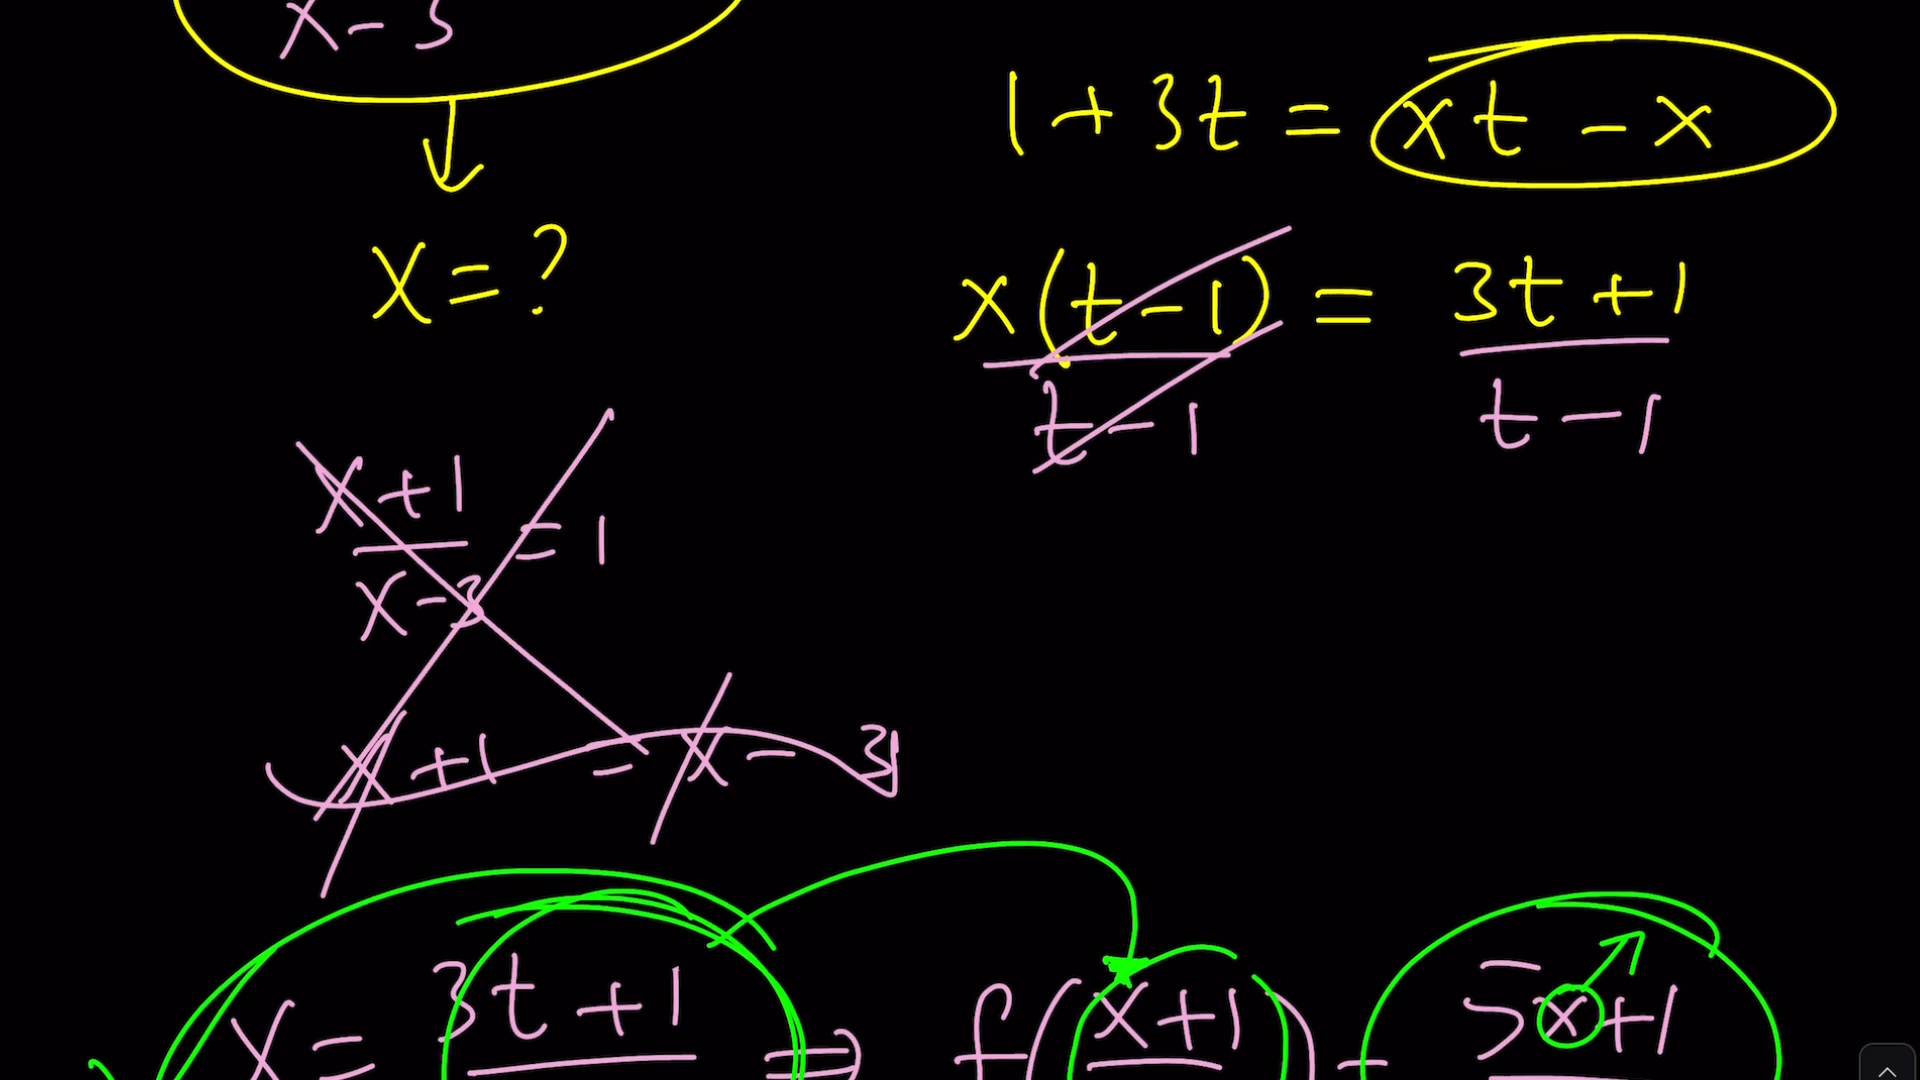 x - 3
1 + 3t = xt - x
x = ?
x(t - 1) = 3t + 1
t - 1 t - 1
x + 1
= 1
x - 3
x + 1 = x - 3
x = 3t + 1 ⇒ f(x + 1) = 5x + 1